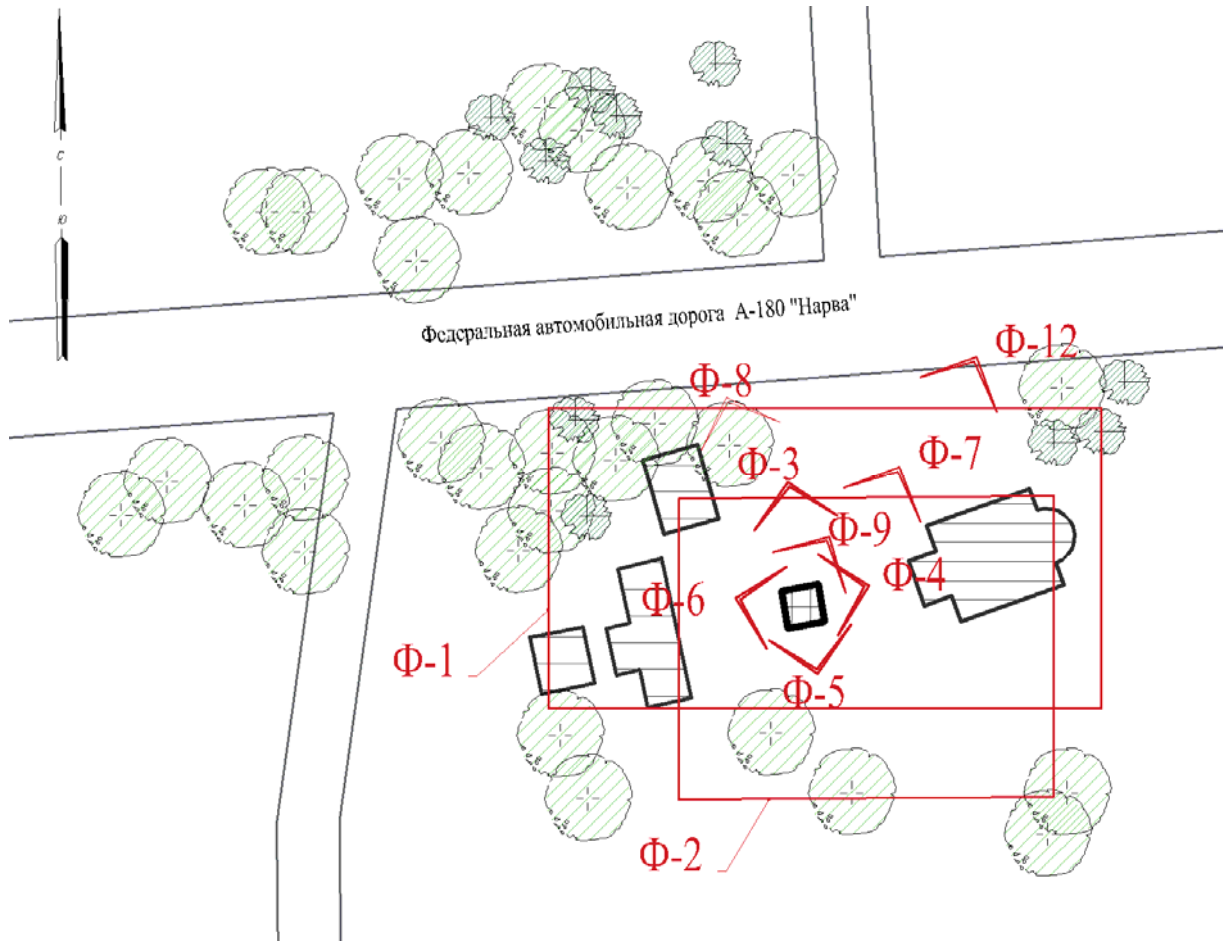 С
Ю
Федеральная автомобильная дорога А-180 "Нарва"
Ф-12
Ф-8
Ф-3
Ф-7
Ф-9
Ф-4
Ф-6
Ф-1
Ф-5
Ф-2